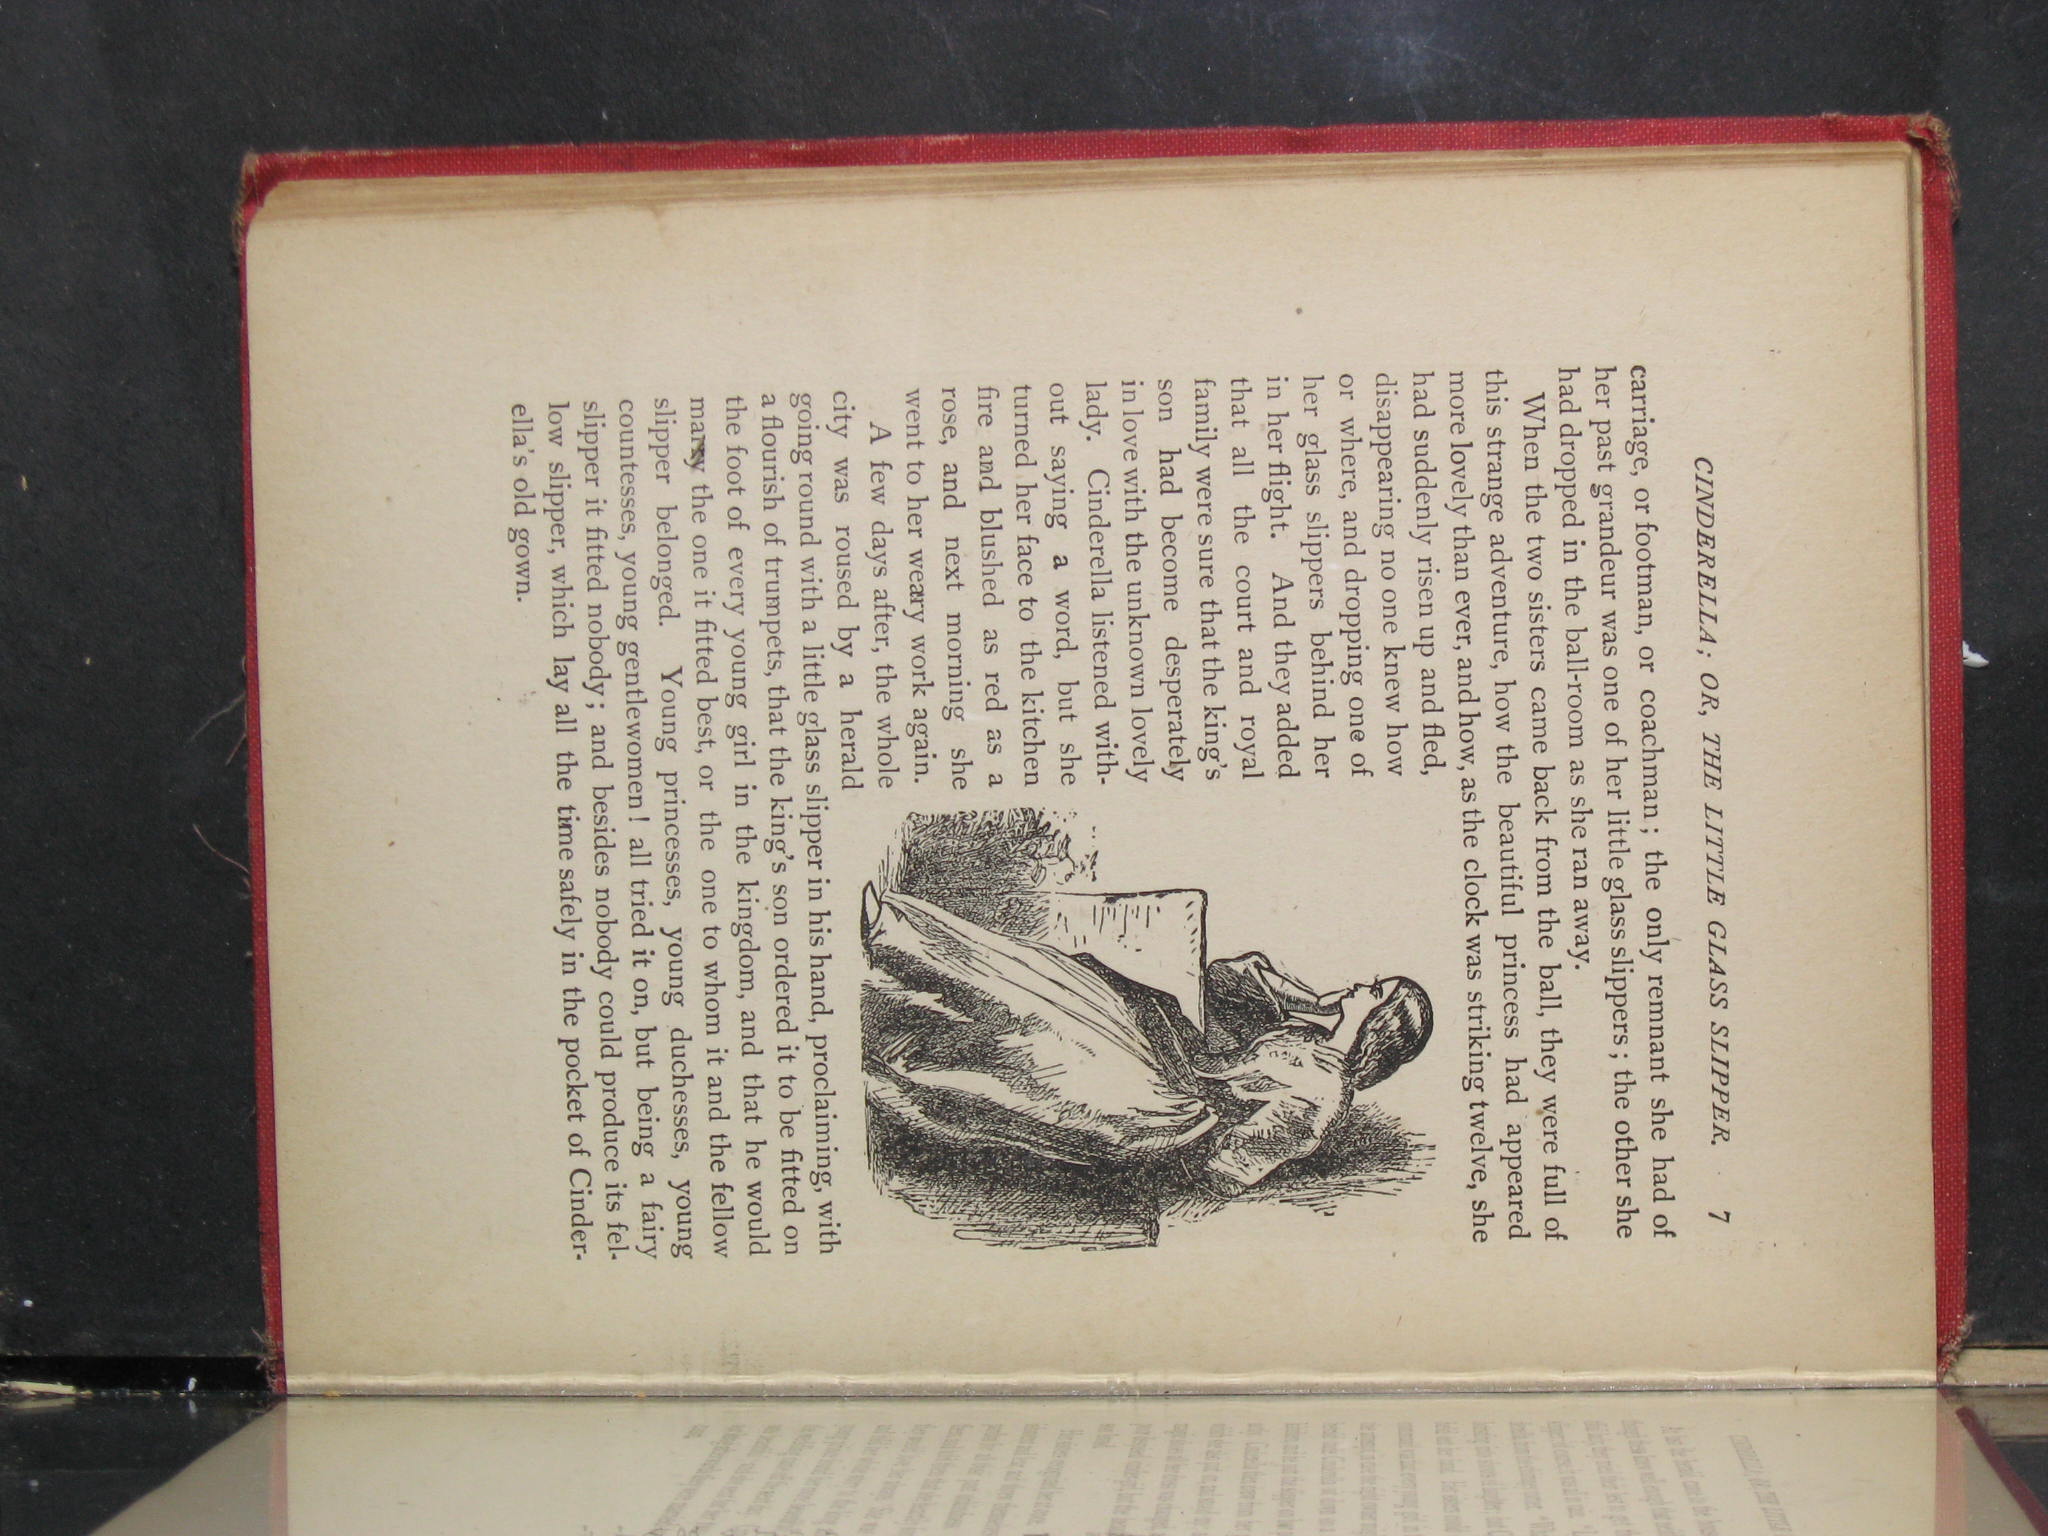 CINDERELLA; OR, THE LITTLE GLASS SLIPPER. 7
carriage, or footman, or coachman; the only remnant she had of
her past grandeur was one of her little glass slippers; the other she
had dropped in the ball-room as she ran away.
When the two sisters came back from the ball, they were full of
this strange adventure, how the beautiful princess had appeared
more lovely than ever, and how, as the clock was striking twelve, she
had suddenly risen up and fled,
disappearing no one knew how
or where, and dropping one of
her glass slippers behind her
in her flight. And they added
that all the court and royal
family were sure that the king's
son had become desperately
in love with the unknown lovely
lady. Cinderella listened with-
out saying a word, but she
turned her face to the kitchen
fire and blushed as red as a
rose, and next morning she
went to her weary work again.
A few days after, the whole
city was roused by a herald
going round with a little glass slipper in his hand, proclaiming, with
a flourish of trumpets, that the king's son ordered it to be fitted on
the foot of every young girl in the kingdom, and that he would
marry the one it fitted best, or the one to whom it and the fellow
slipper belonged. Young princesses, young duchesses, young
countesses, young gentlewomen! all tried it on, but being a fairy
slipper it fitted nobody; and besides nobody could produce its fel-
low slipper, which lay all the time safely in the pocket of Cinder-
ella's old gown.